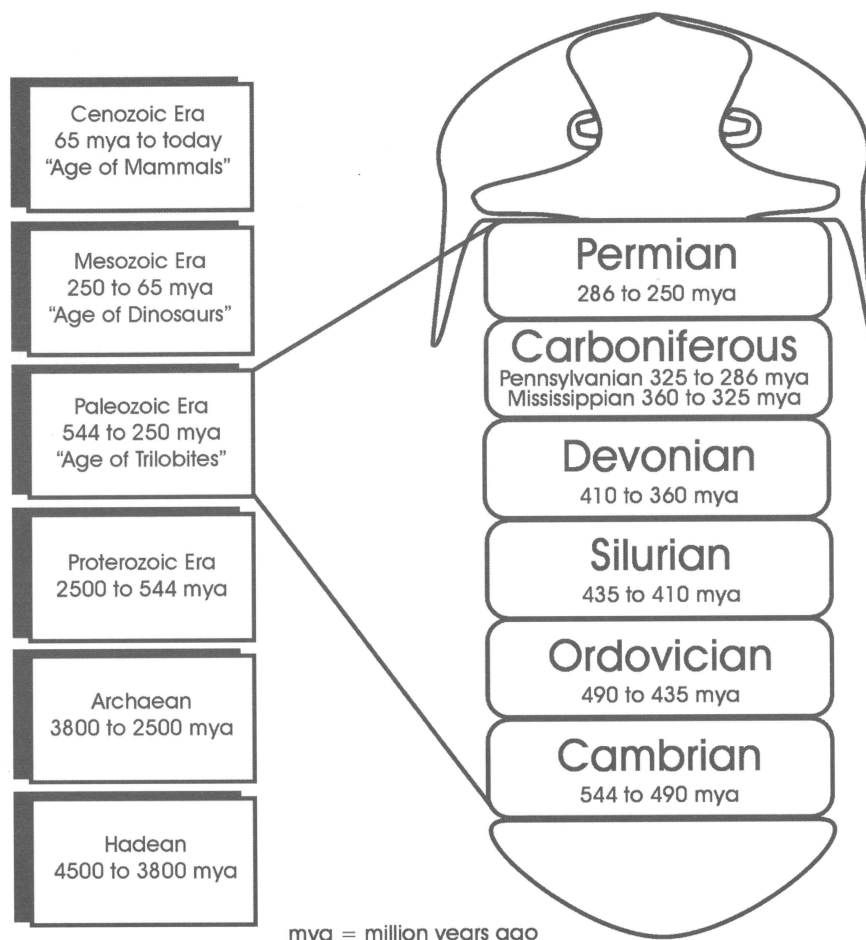 Cenozoic Era
65 mya to today
“Age of Mammals”
Mesozoic Era
250 to 65 mya
“Age of Dinosaurs”
Paleozoic Era
544 to 250 mya
“Age of Trilobites”
Proterozoic Era
2500 to 544 mya
Archaean
3800 to 2500 mya
Hadean
4500 to 3800 mya
Permian
286 to 250 mya
Carboniferous
Pennsylvanian 325 to 286 mya
Mississippian 360 to 325 mya
Devonian
410 to 360 mya
Silurian
435 to 410 mya
Ordovician
490 to 435 mya
Cambrian
544 to 490 mya
mya = million years ago